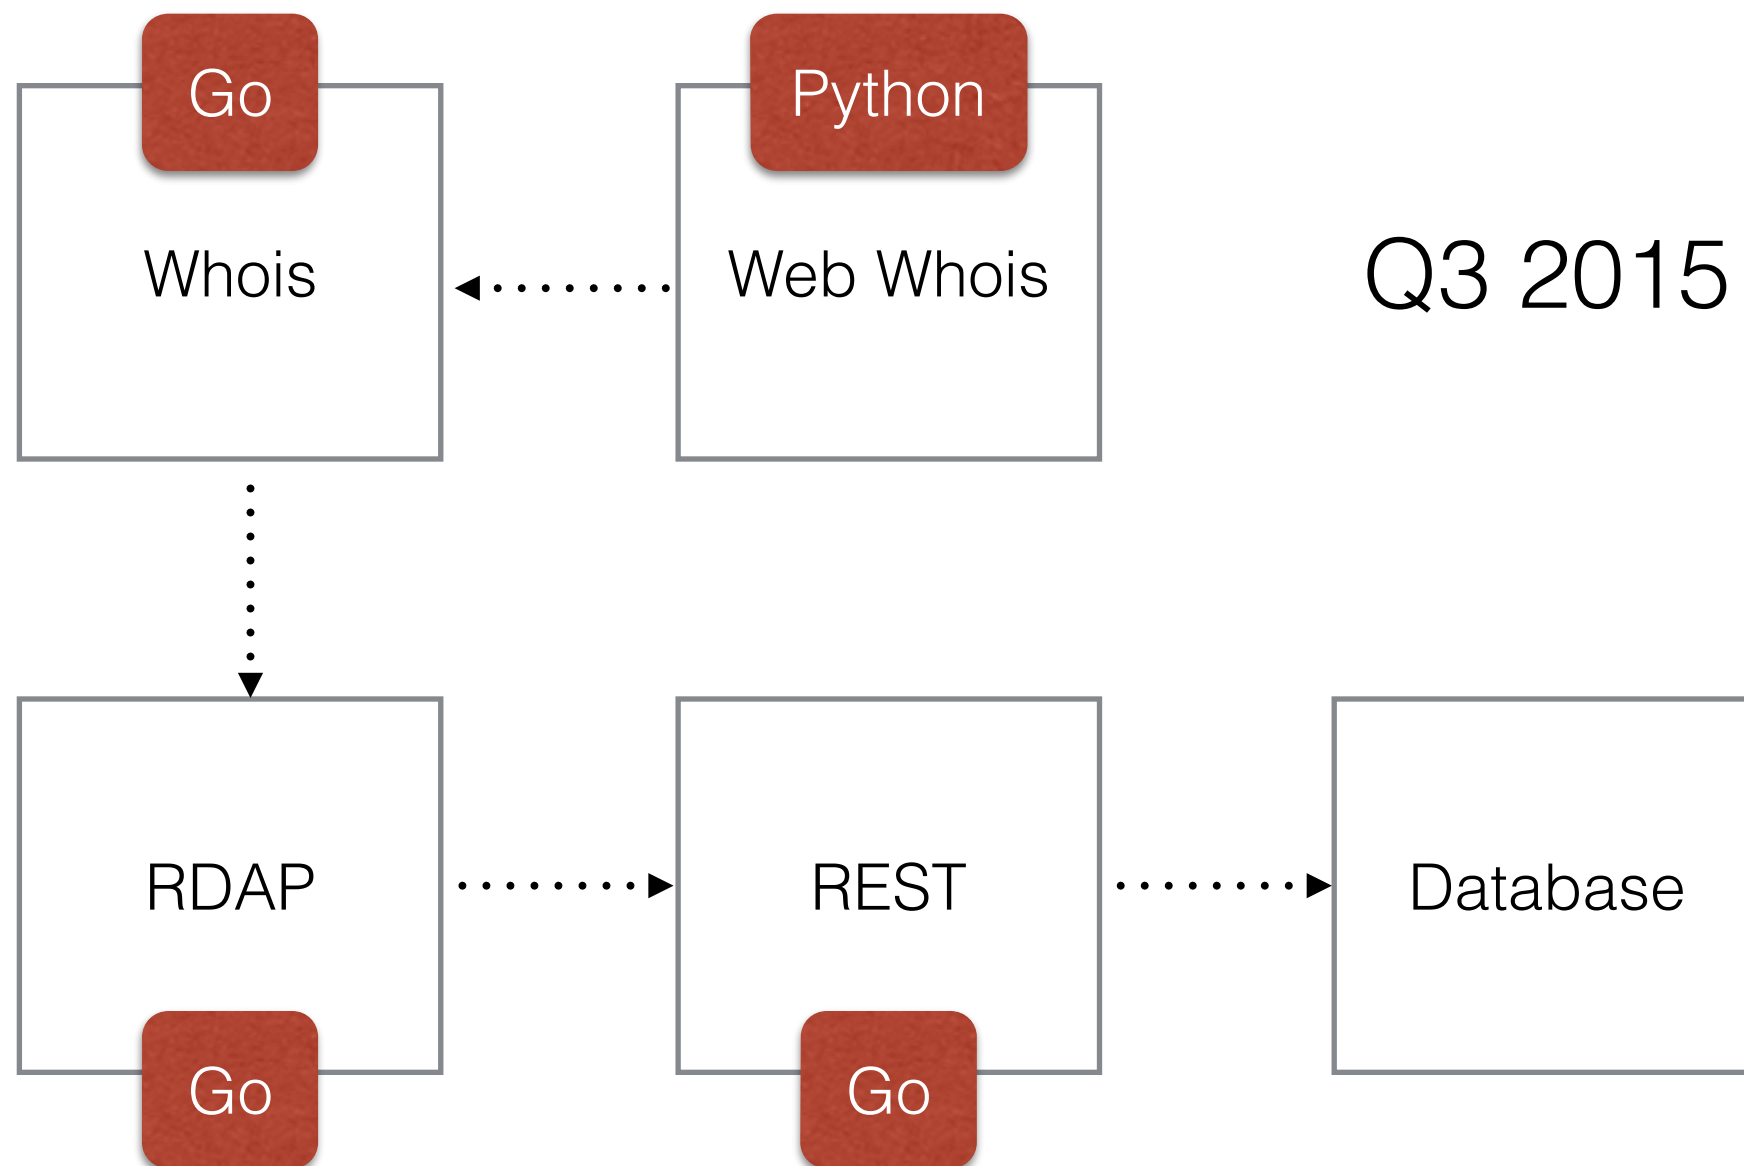 Go
Python
Whois
Web Whois
Q3 2015
RDAP
REST
Database
Go
Go